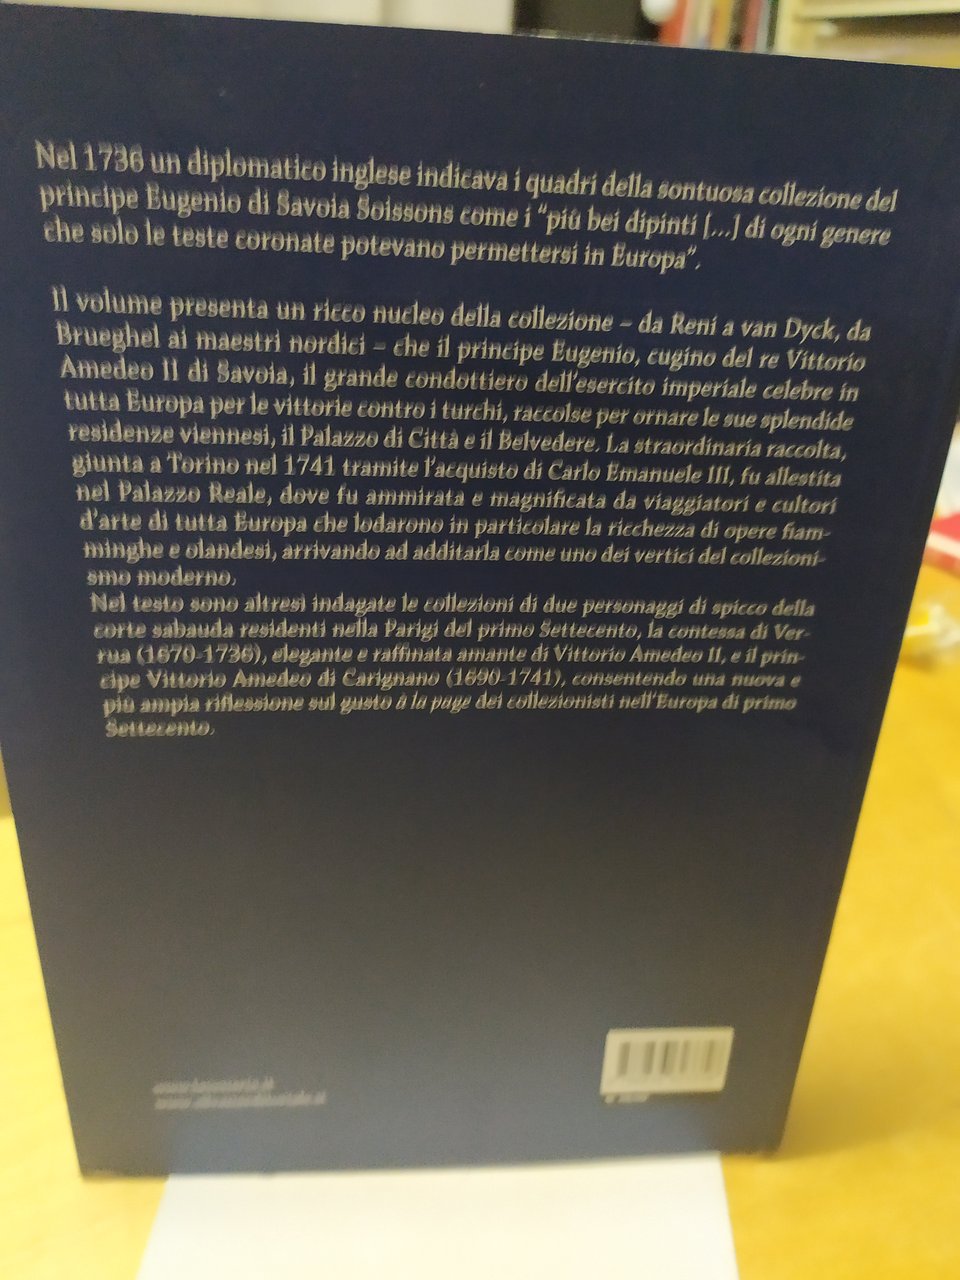 Nel 1736 un diplomatico inglese indicava i quadri della sontuosa collezione del
principe Eugenio di Savoia Soissons come i “più bei dipinti [...] di ogni genere
che solo le teste coronate potevano permettersi in Europa”.
Il volume presenta un ricco nucleo della collezione – da Reni a van Dyck, da
Brueghel ai maestri nordici – che il principe Eugenio, cugino del re Vittorio
Amedeo II di Savoia, il grande condottiero dell’esercito imperiale celebre in
tutta Europa per le vittorie contro i turchi, raccolse per ornare le sue splendide
residenze viennesi, il Palazzo di Città e il Belvedere. La straordinaria raccolta,
giunta a Torino nel 1741 tramite l’acquisto di Carlo Emanuele III, fu allestita
nel Palazzo Reale, dove fu ammirata e magnificata da viaggiatori e cultori
d’arte di tutta Europa che lodarono in particolare la ricchezza di opere fiam-
minghe e olandesi, arrivando ad additarla come uno dei vertici del collezioni-
smo moderno.
Nel testo sono altresì indagate le collezioni di due personaggi di spicco della
corte sabauda residenti nella Parigi del primo Settecento, la contessa di Ver-
rua (1670-1736), elegante e raffinata amante di Vittorio Amedeo II, e il prin-
cipe Vittorio Amedeo di Carignano (1690-1741), consentendo una nuova e
più ampia riflessione sul gusto à la page dei collezionisti nell’Europa di primo
Settecento.